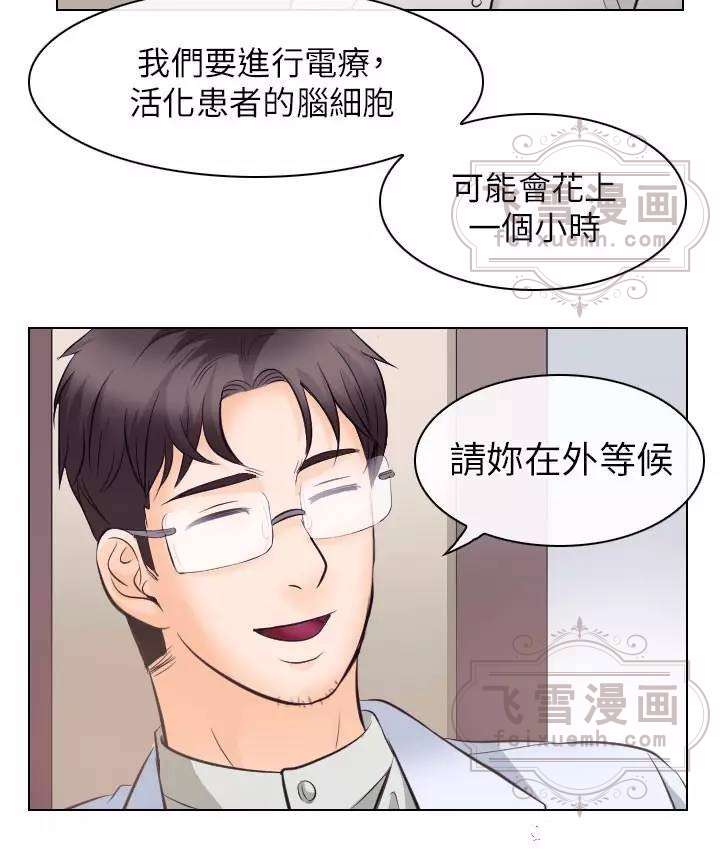 我們要進行電療，
活化患者的腦細胞
可能會花上
一個小時
飞雪漫画
feixuemh.com
請妳在外等候
飞雪漫画
feixuemh.com